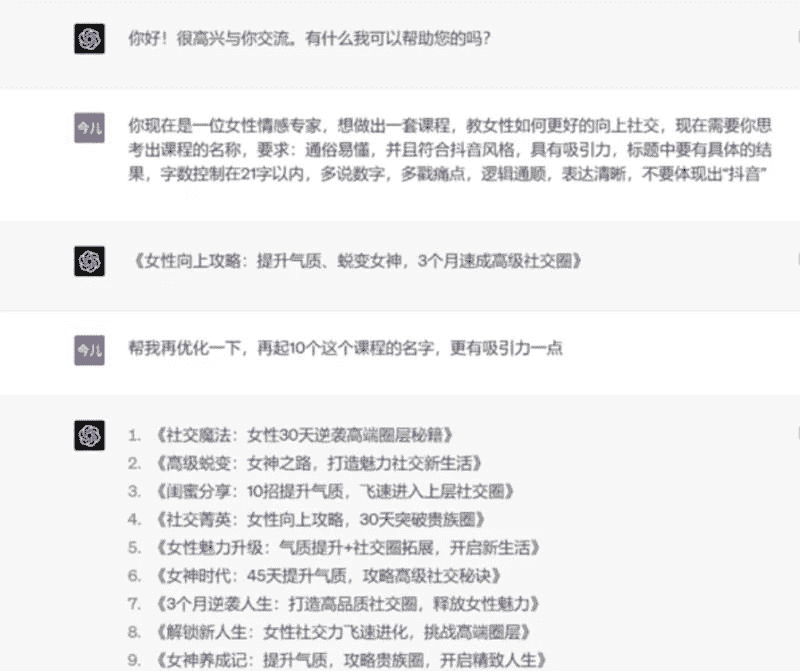 你好！很高兴与你交流。有什么我可以帮助您的吗？
今儿
你现在是一位女性情感专家，想做出一套课程，教女性如何更好的向上社交，现在需要你思
考出课程的名称，要求：通俗易懂，并且符合抖音风格，具有吸引力，标题中要有具体的结
果，字数控制在21字以内，多说数字，多戳痛点，逻辑通顺，表达清晰，不要体现出“抖音”
《女性向上攻略：提升气质、蜕变女神，3个月速成高级社交圈》
今儿
帮我再优化一下，再起10个这个课程的名字，更有吸引力一点
1. 《社交魔法：女性30天逆袭高端圈层秘籍》
2. 《高级蜕变：女神之路，打造魅力社交新生活》
3. 《闺蜜分享：10招提升气质，飞速进入上层社交圈》
4. 《社交菁英：女性向上攻略，30天突破贵族圈》
5. 《女性魅力升级：气质提升+社交圈拓展，开启新生活》
6. 《女神时代：45天提升气质，攻略高级社交秘诀》
7. 《3个月逆袭人生：打造高品质社交圈，释放女性魅力》
8. 《解锁新人生：女性社交力飞速进化，挑战高端圈层》
9. 《女神养成记：提升气质，攻略贵族圈，开启精致人生》